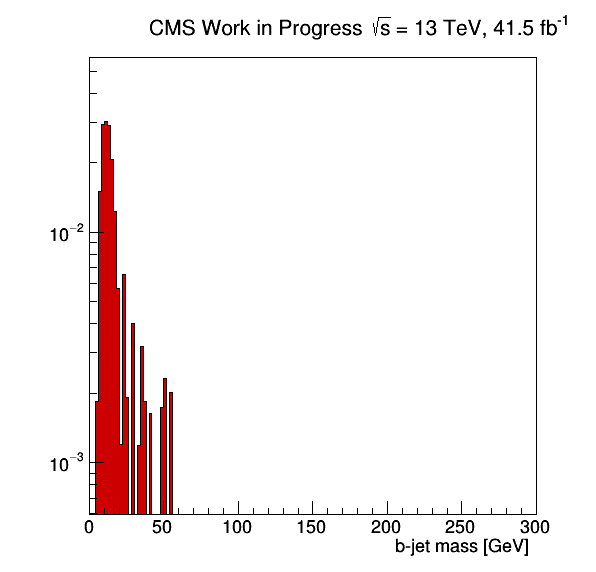 CMS Work in Progress √s = 13 TeV, 41.5 fb⁻¹
10⁻²
10⁻³
0 50 100 150 200 250 300
b-jet mass [GeV]